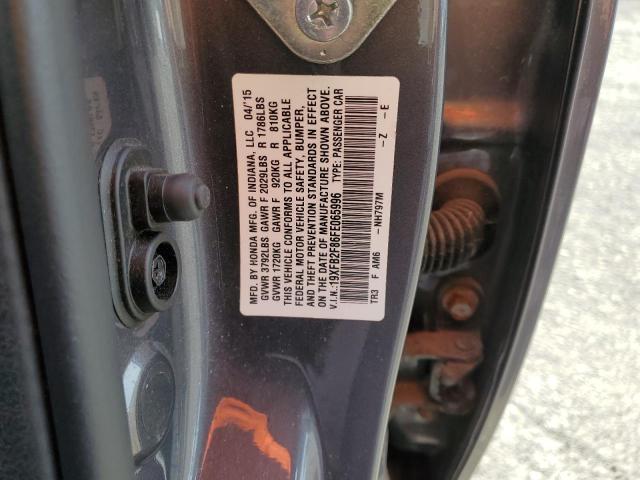 MFD. BY HONDA MFG. OF INDIANA, LLC 04/15
GVWR 3792LBS GAWR F 2029LBS R 1786LBS
GVWR 1720KG GAWR F 920KG R 810KG
THIS VEHICLE CONFORMS TO ALL APPLICABLE
FEDERAL MOTOR VEHICLE SAFETY, BUMPER,
AND THEFT PREVENTION STANDARDS IN EFFECT
ON THE DATE OF MANUFACTURE SHOWN ABOVE.
V.I.N.:19XFB2F86FE065996 TYPE: PASSENGER CAR
TR3 F AM6 -NH797M -Z -E